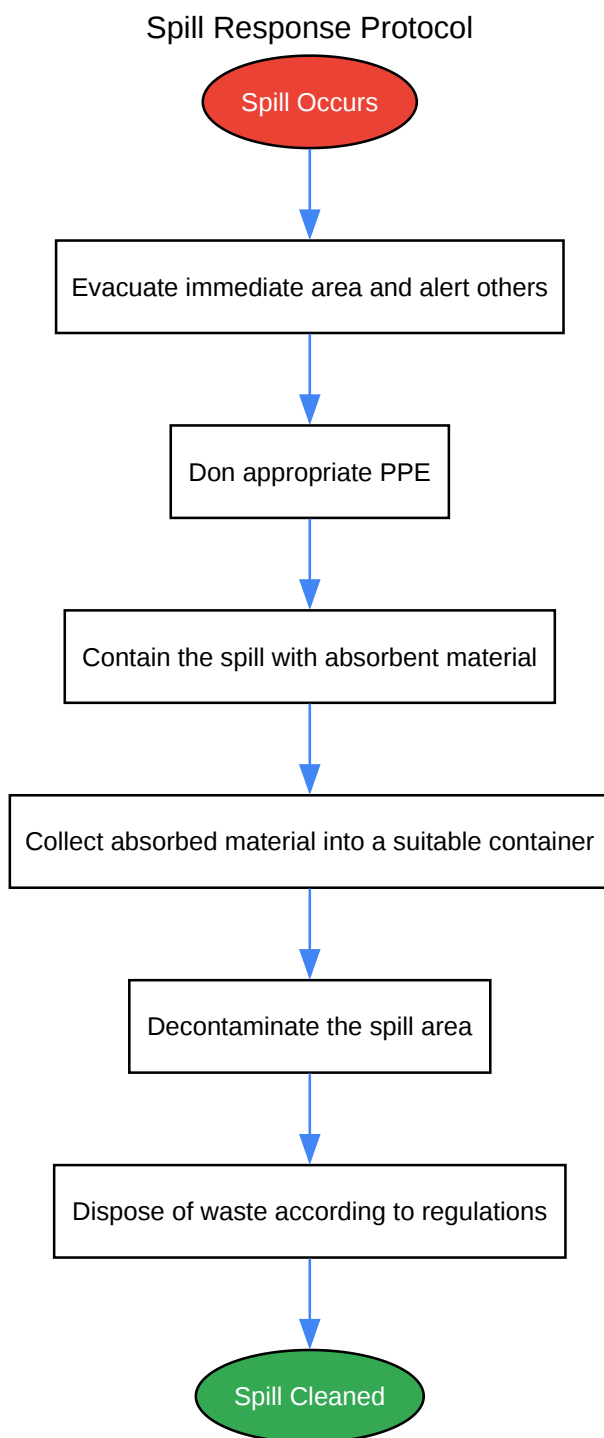 Spill Response Protocol
Spill Occurs
Evacuate immediate area and alert others
Don appropriate PPE
Contain the spill with absorbent material
Collect absorbed material into a suitable container
Decontaminate the spill area
Dispose of waste according to regulations
Spill Cleaned